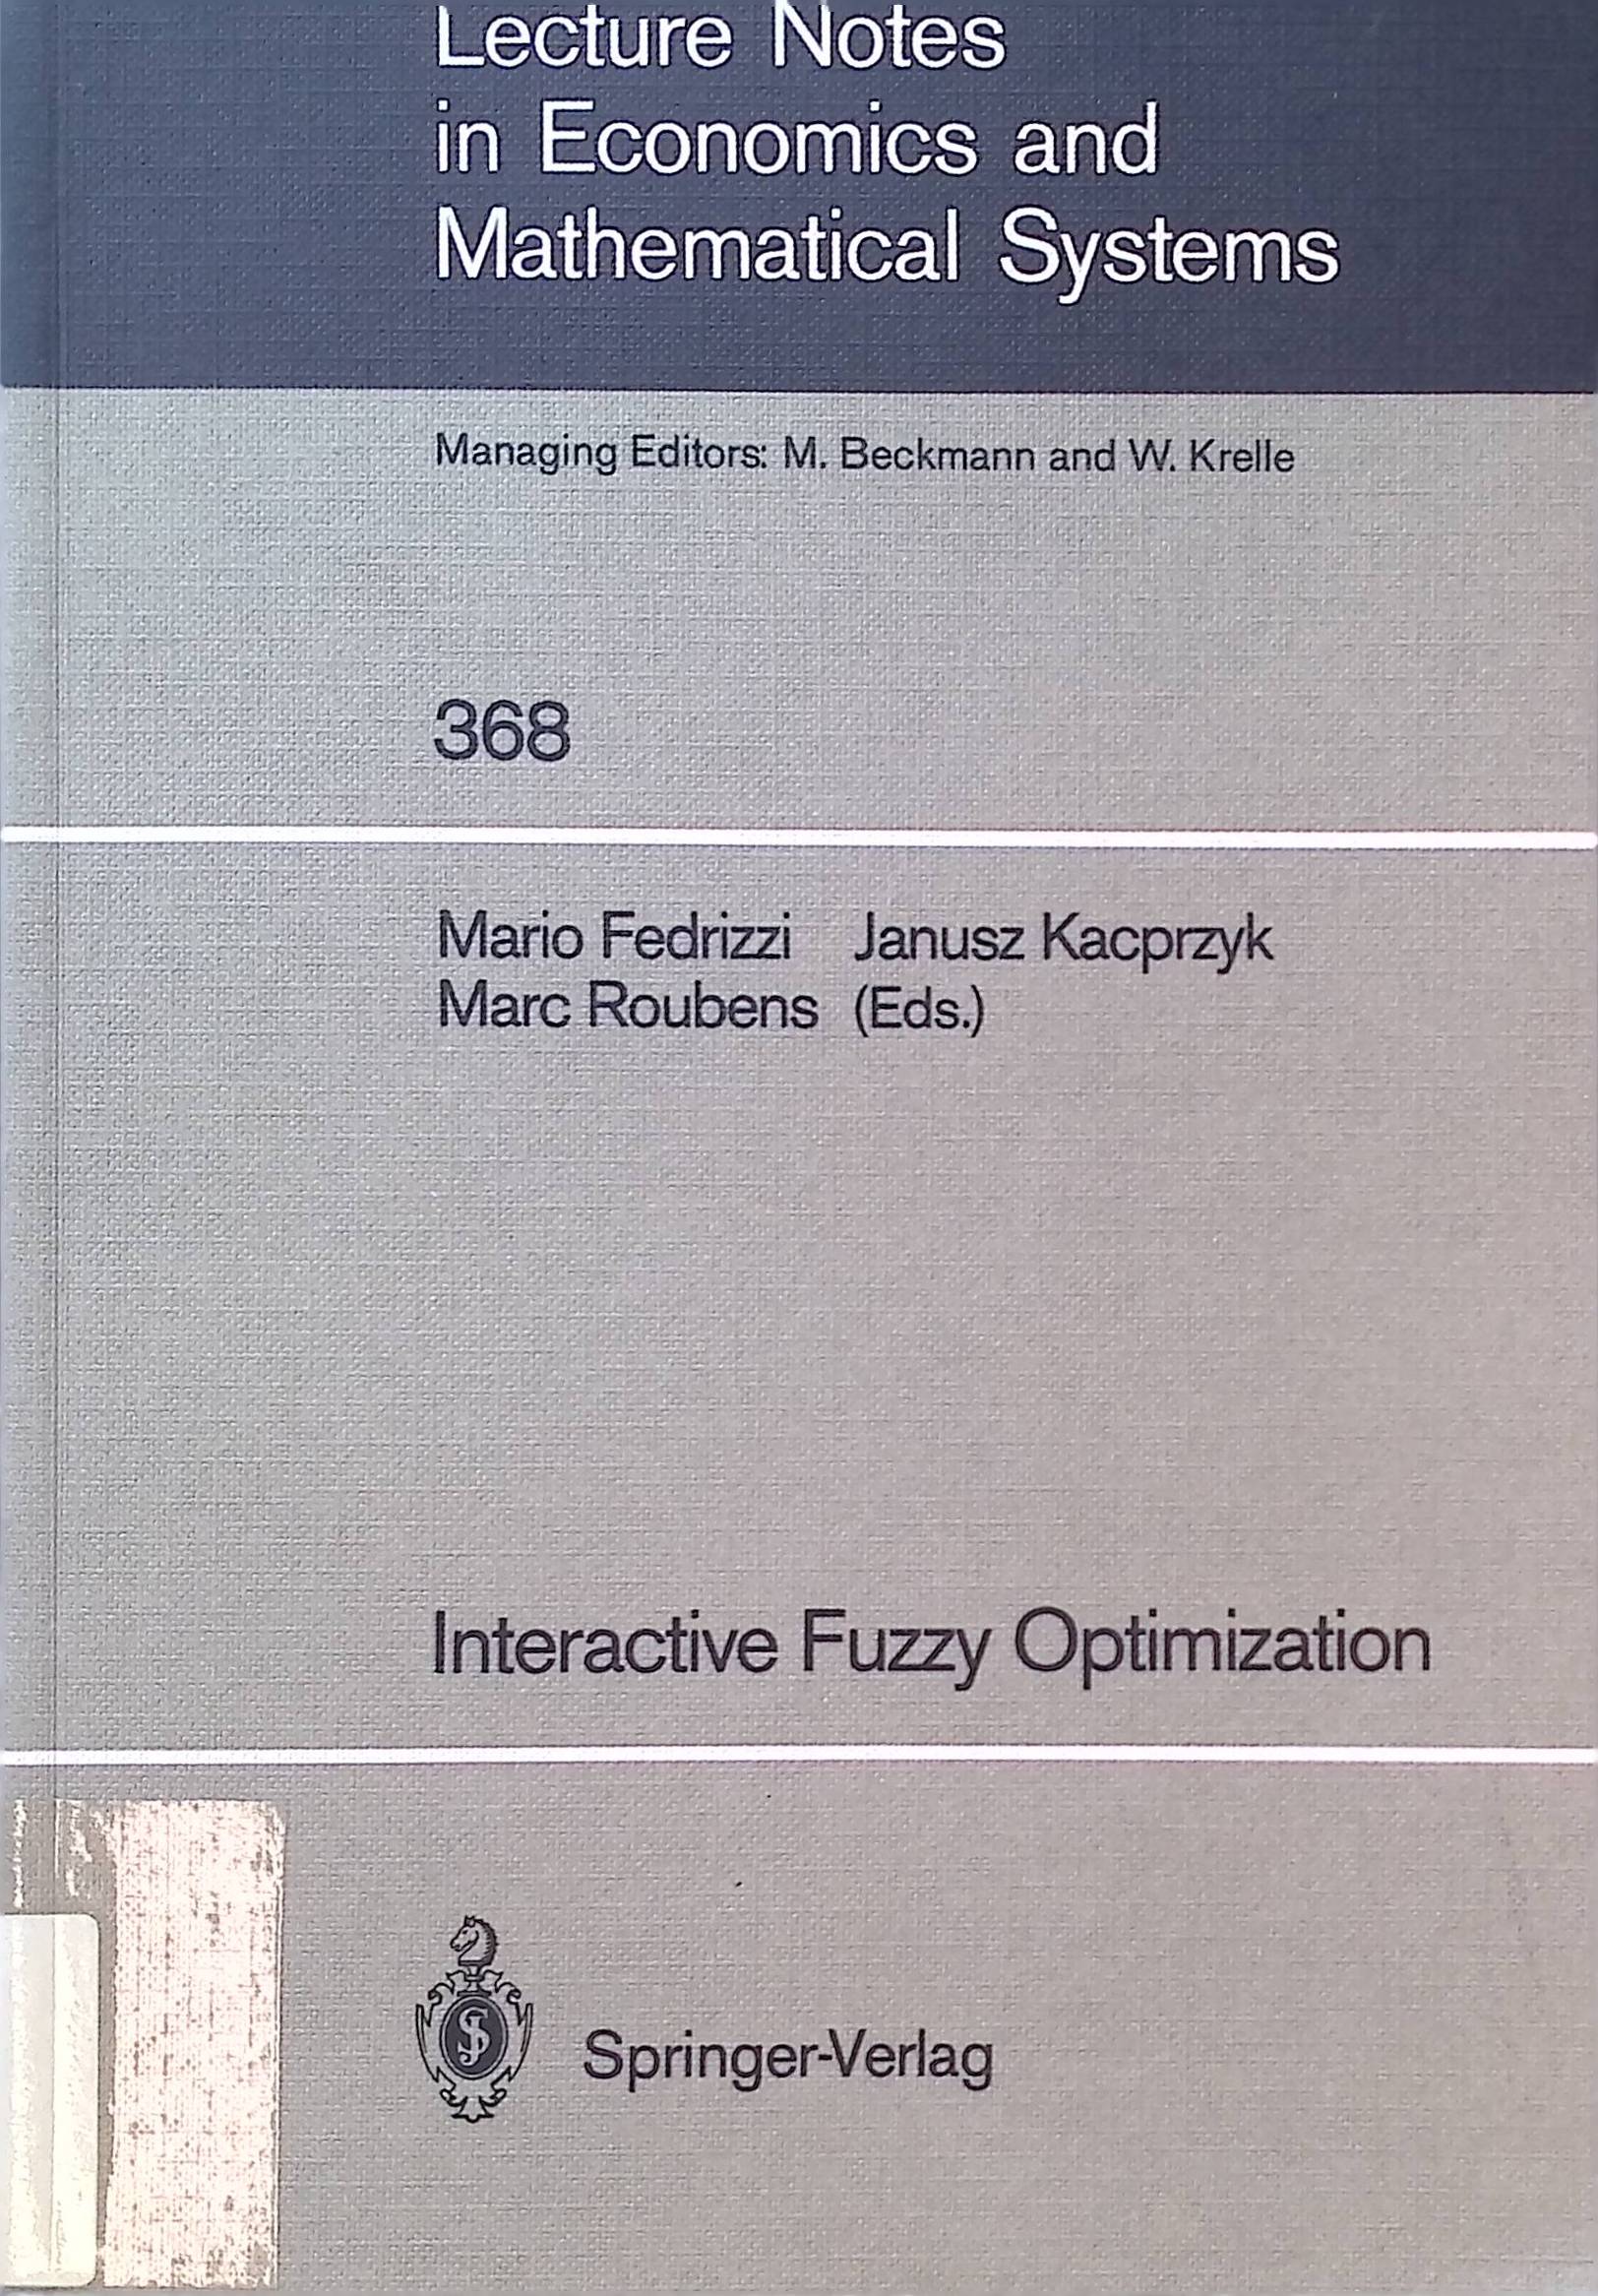 Lecture Notes
in Economics and
Mathematical Systems
Managing Editors: M. Beckmann and W. Krelle
368
Mario Fedrizzi Janusz Kacprzyk
Marc Roubens (Eds.)
Interactive Fuzzy Optimization
Springer-Verlag